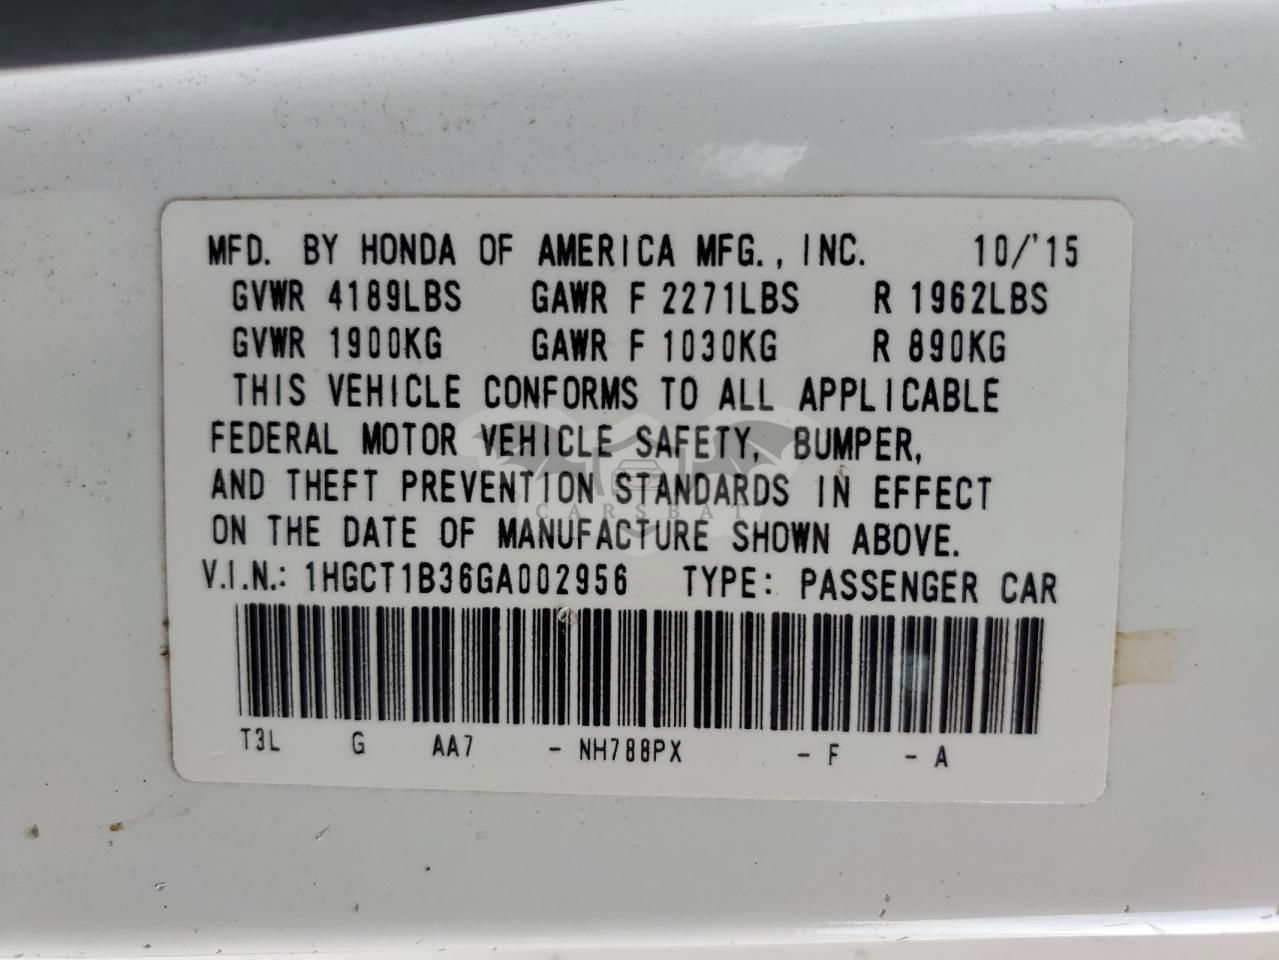 MFD. BY HONDA OF AMERICA MFG., INC. 10/'15
GVWR 4189LBS GAWR F 2271LBS R 1962LBS
GVWR 1900KG GAWR F 1030KG R 890KG
THIS VEHICLE CONFORMS TO ALL APPLICABLE
FEDERAL MOTOR VEHICLE SAFETY, BUMPER,
AND THEFT PREVENTION STANDARDS IN EFFECT
CARSBAT
ON THE DATE OF MANUFACTURE SHOWN ABOVE.
V.I.N.: 1HGCT1B36GA002956 TYPE: PASSENGER CAR
T3L G AA7 - NH788PX - F - A